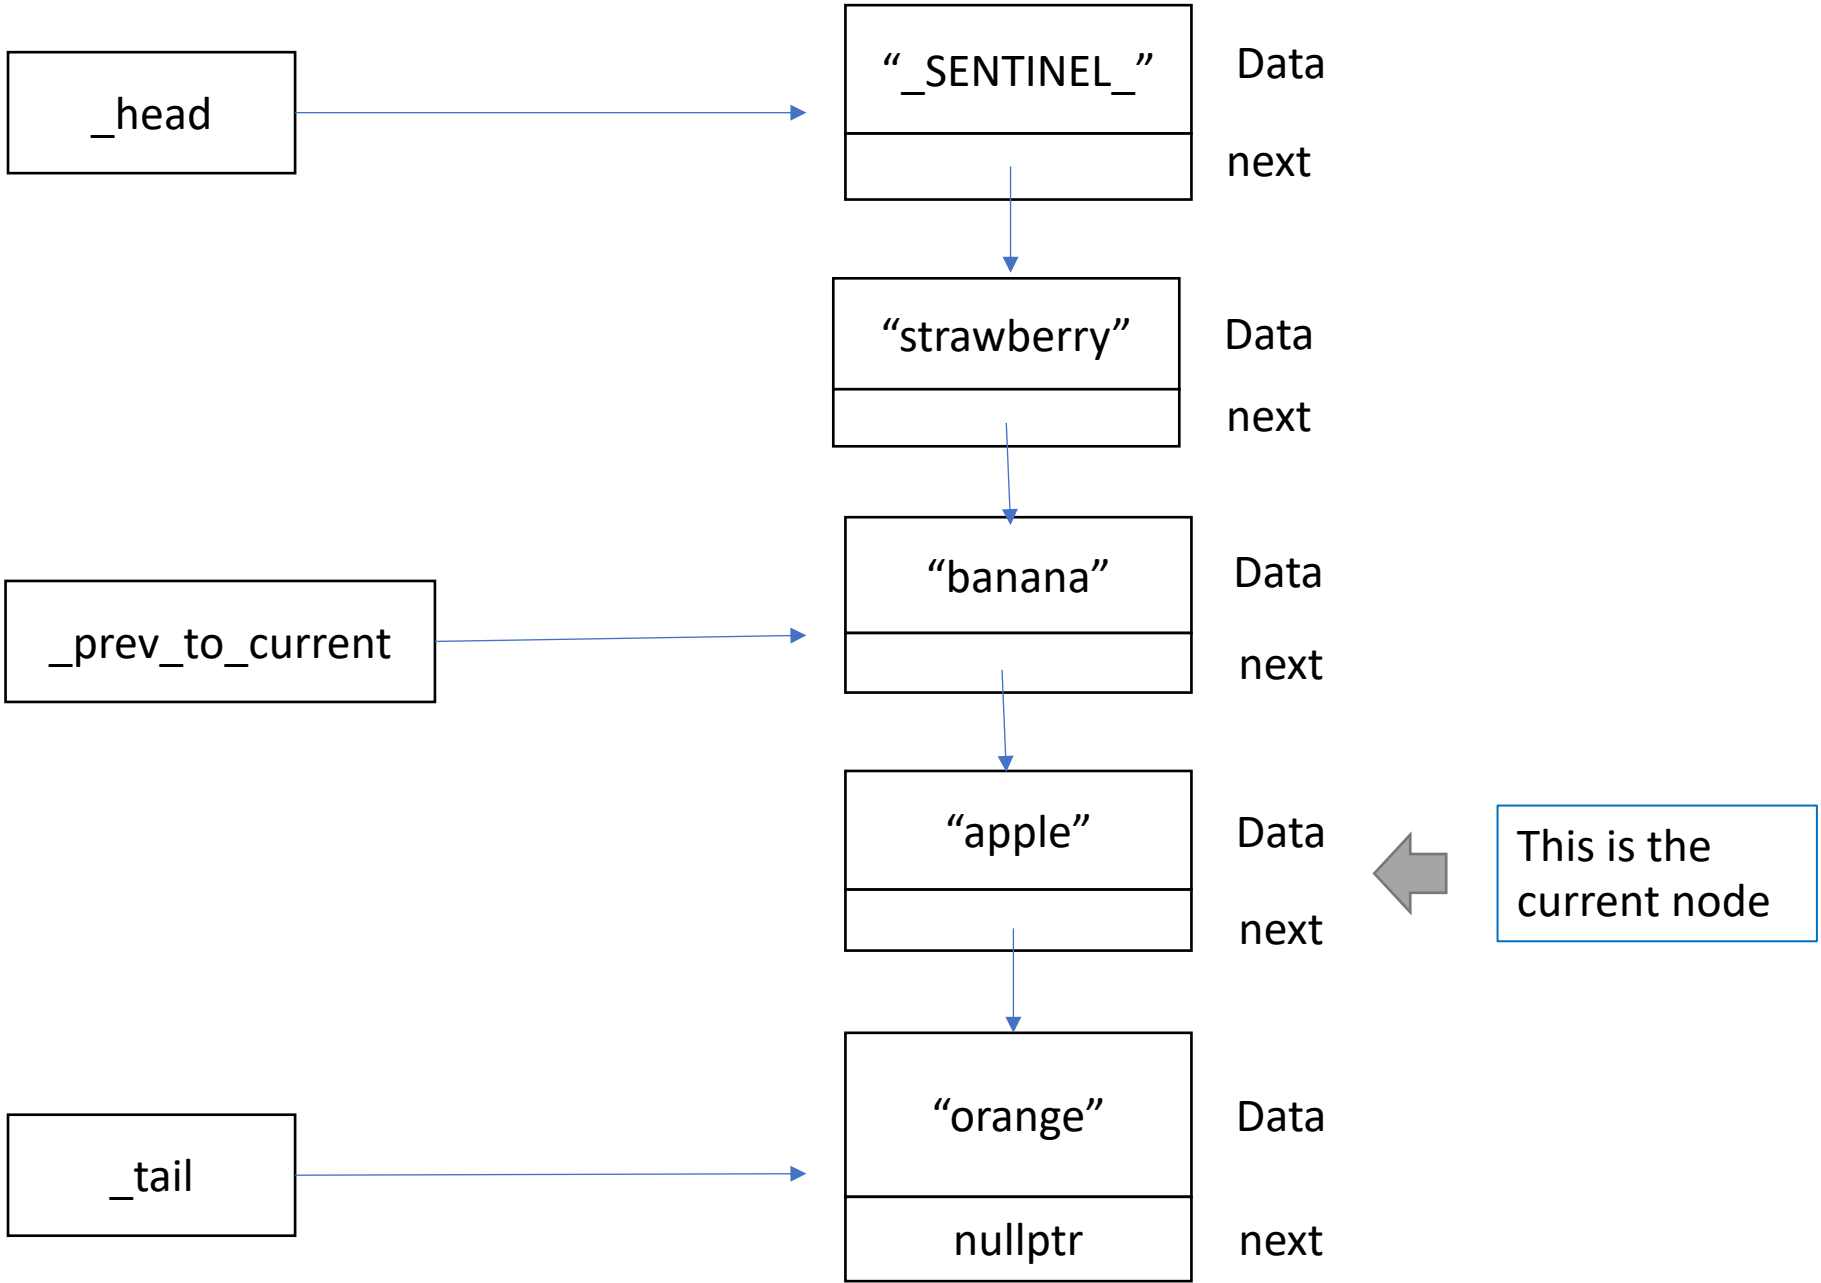 “_SENTINEL_”
Data
_head
next
“strawberry”
Data
next
“banana”
Data
_prev_to_current
next
“apple”
Data
This is the
current node
next
“orange”
Data
_tail
nullptr
next